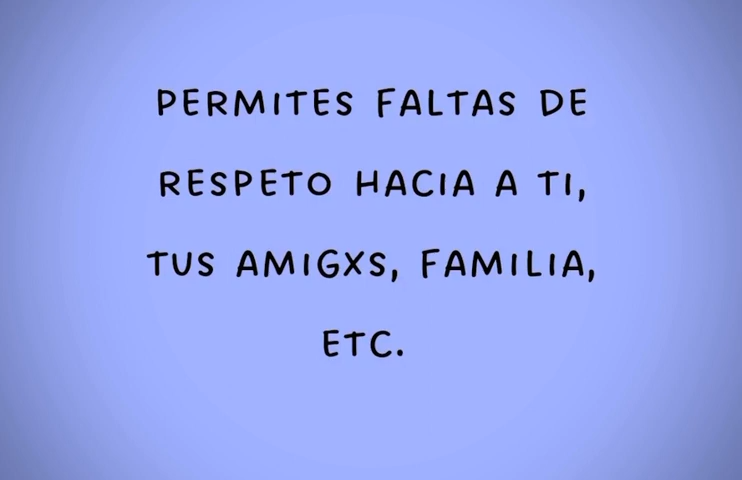 PERMITES FALTAS DE
RESPETO HACIA A TI,
TUS AMIGXS, FAMILIA,
ETC.